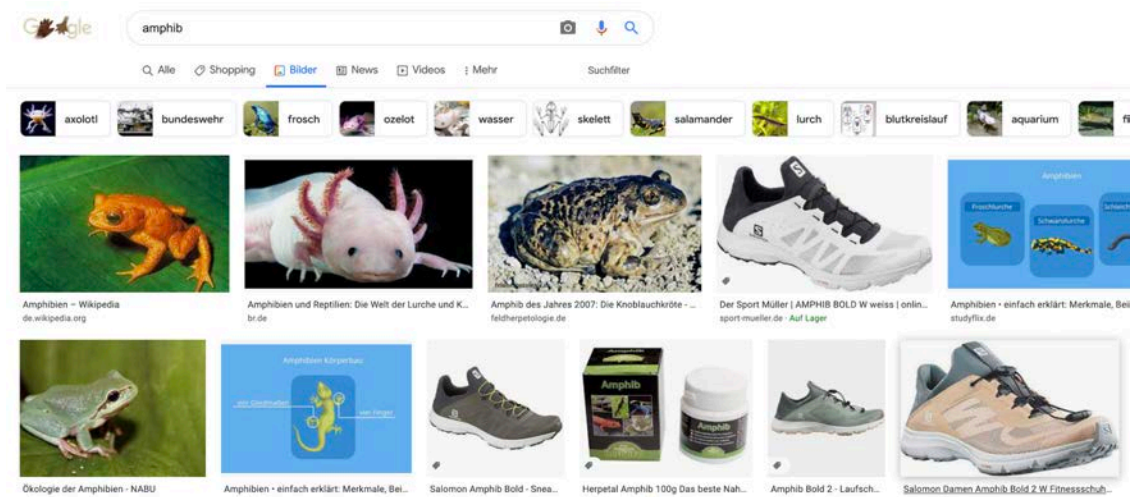 Google
amphib
Alle Shopping Bilder News Videos Mehr Suchfilter
axolotl bundeswehr frosch ozelot wasser skelett salamander lurch blutkreislauf aquarium
Amphibien
Froschlurche Schwanzlurche
Amphibien – Wikipedia
de.wikipedia.org
Amphibien und Reptilien: Die Welt der Lurche und K...
br.de
Amphib des Jahres 2007: Die Knoblauchkröte - ...
feldherpetologie.de
Der Sport Müller | AMPHIB BOLD W weiss | onlin...
sport-mueller.de · Auf Lager
Amphibien • einfach erklärt: Merkmale, Bei
studyflix.de
Amphibien Körperbau
vier Gliedmaßen
vier Finger
Amphib
Amphib
Ökologie der Amphibien - NABU
Amphibien • einfach erklärt: Merkmale, Bei...
Salomon Amphib Bold - Snea...
Herpetal Amphib 100g Das beste Nah...
Amphib Bold 2 - Laufsch...
Salomon Damen Amphib Bold 2 W Fitnessschuh...